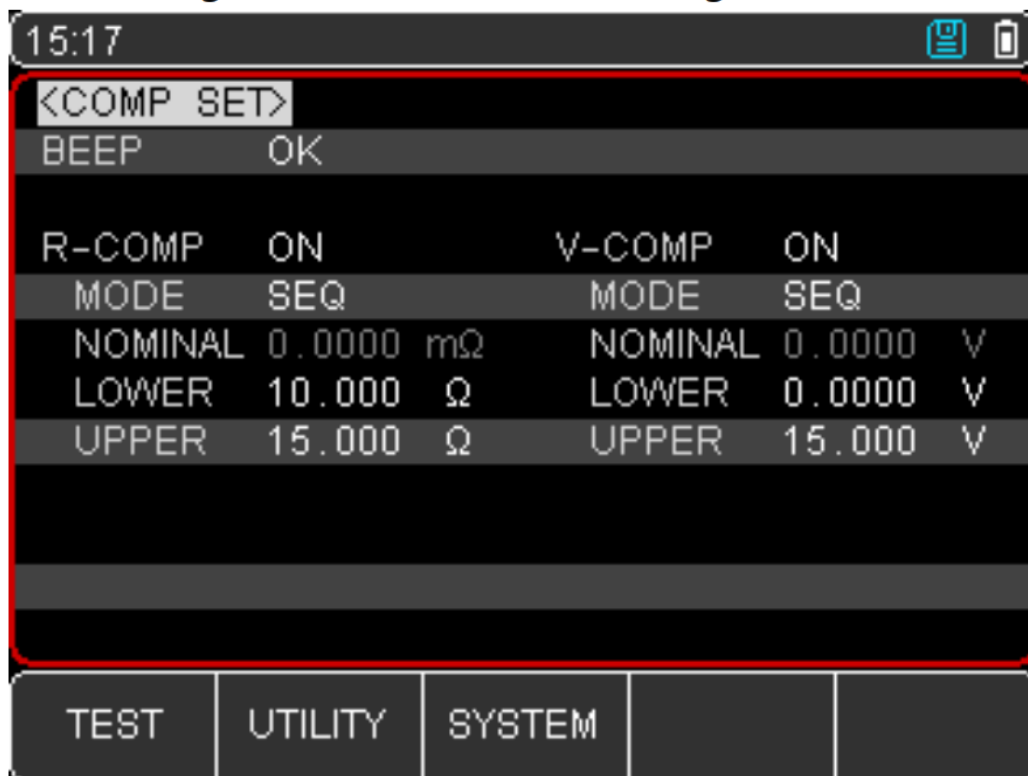 15:17
<COMP SET>
BEEP OK
R-COMP ON V-COMP ON
MODE SEQ MODE SEQ
NOMINAL 0.0000 mΩ NOMINAL 0.0000 V
LOWER 10.000 Ω LOWER 0.0000 V
UPPER 15.000 Ω UPPER 15.000 V
TEST UTILITY SYSTEM